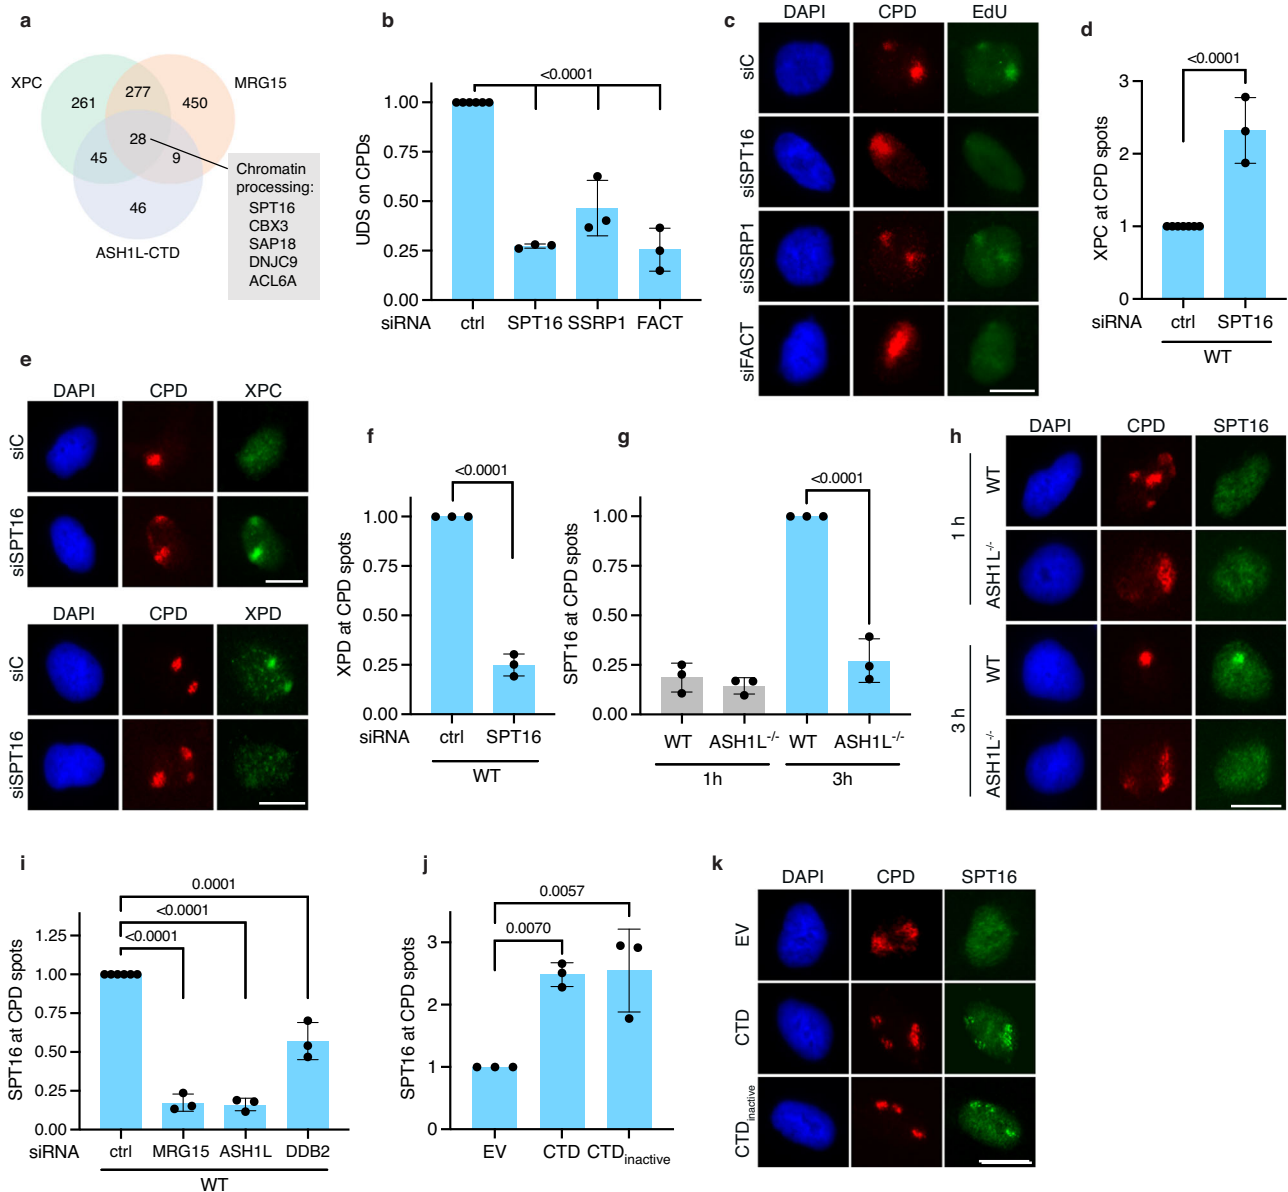 a
XPC
MRG15
261
277
450
28
45
9
46
ASH1L-CTD
Chromatin
processing:
SPT16
CBX3
SAP18
DNJC9
ACL6A
b
<0.0001
UDS on CPDs
1.00
0.75
0.50
0.25
0.00
siRNA ctrl SPT16 SSRP1 FACT
c
DAPI CPD EdU
siC
siSPT16
siSSRP1
siFACT
d
<0.0001
XPC at CPD spots
3
2
1
0
siRNA ctrl SPT16
WT
e
DAPI CPD XPC
siC
siSPT16
DAPI CPD XPD
siC
siSPT16
f
<0.0001
XPD at CPD spots
1.00
0.75
0.50
0.25
0.00
siRNA ctrl SPT16
WT
g
<0.0001
SPT16 at CPD spots
1.00
0.75
0.50
0.25
0.00
WT ASH1L-/- WT ASH1L-/-
1h 3h
h
DAPI CPD SPT16
1 h
WT
ASH1L-/-
3 h
WT
ASH1L-/-
i
0.0001
<0.0001
<0.0001
SPT16 at CPD spots
1.25
1.00
0.75
0.50
0.25
0.00
siRNA ctrl MRG15 ASH1L DDB2
WT
j
0.0057
0.0070
SPT16 at CPD spots
3
2
1
0
EV CTD CTDinactive
k
DAPI CPD SPT16
EV
CTD
CTDinactive